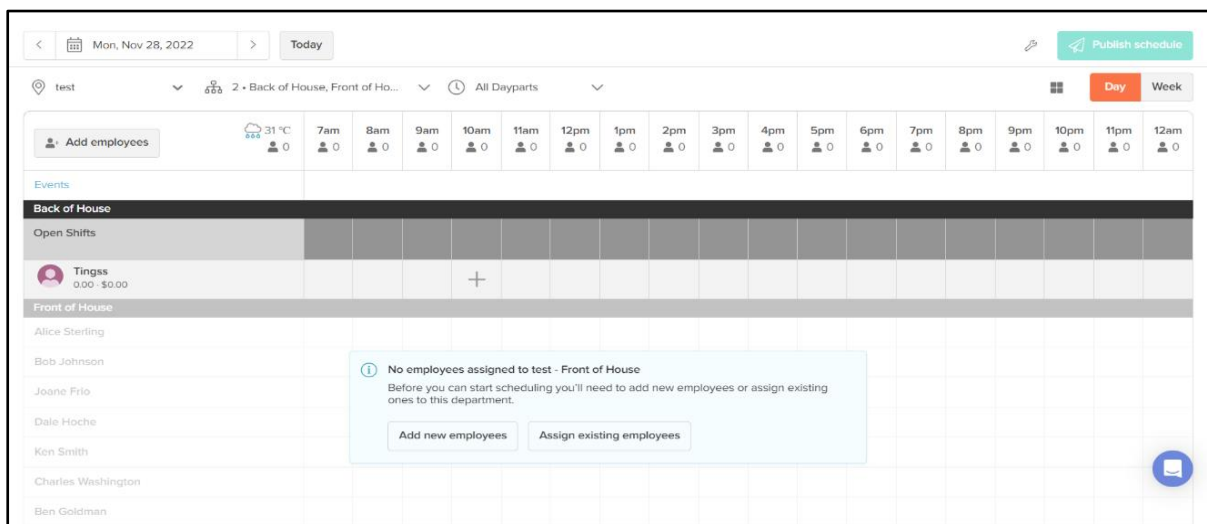 Mon, Nov 28, 2022 Today Publish schedule
test 2 • Back of House, Front of Ho... All Dayparts Day Week
Add employees 31 °C 7am 8am 9am 10am 11am 12pm 1pm 2pm 3pm 4pm 5pm 6pm 7pm 8pm 9pm 10pm 11pm 12am
0 0 0 0 0 0 0 0 0 0 0 0 0 0 0 0 0 0 0
Events
Back of House
Open Shifts
Tingss
0.00 - $0.00
Front of House
Alice Sterling
Bob Johnson
No employees assigned to test - Front of House
Before you can start scheduling you'll need to add new employees or assign existing
ones to this department.
Joane Frio
Dale Hoche
Add new employees Assign existing employees
Ken Smith
Charles Washington
Ben Goldman